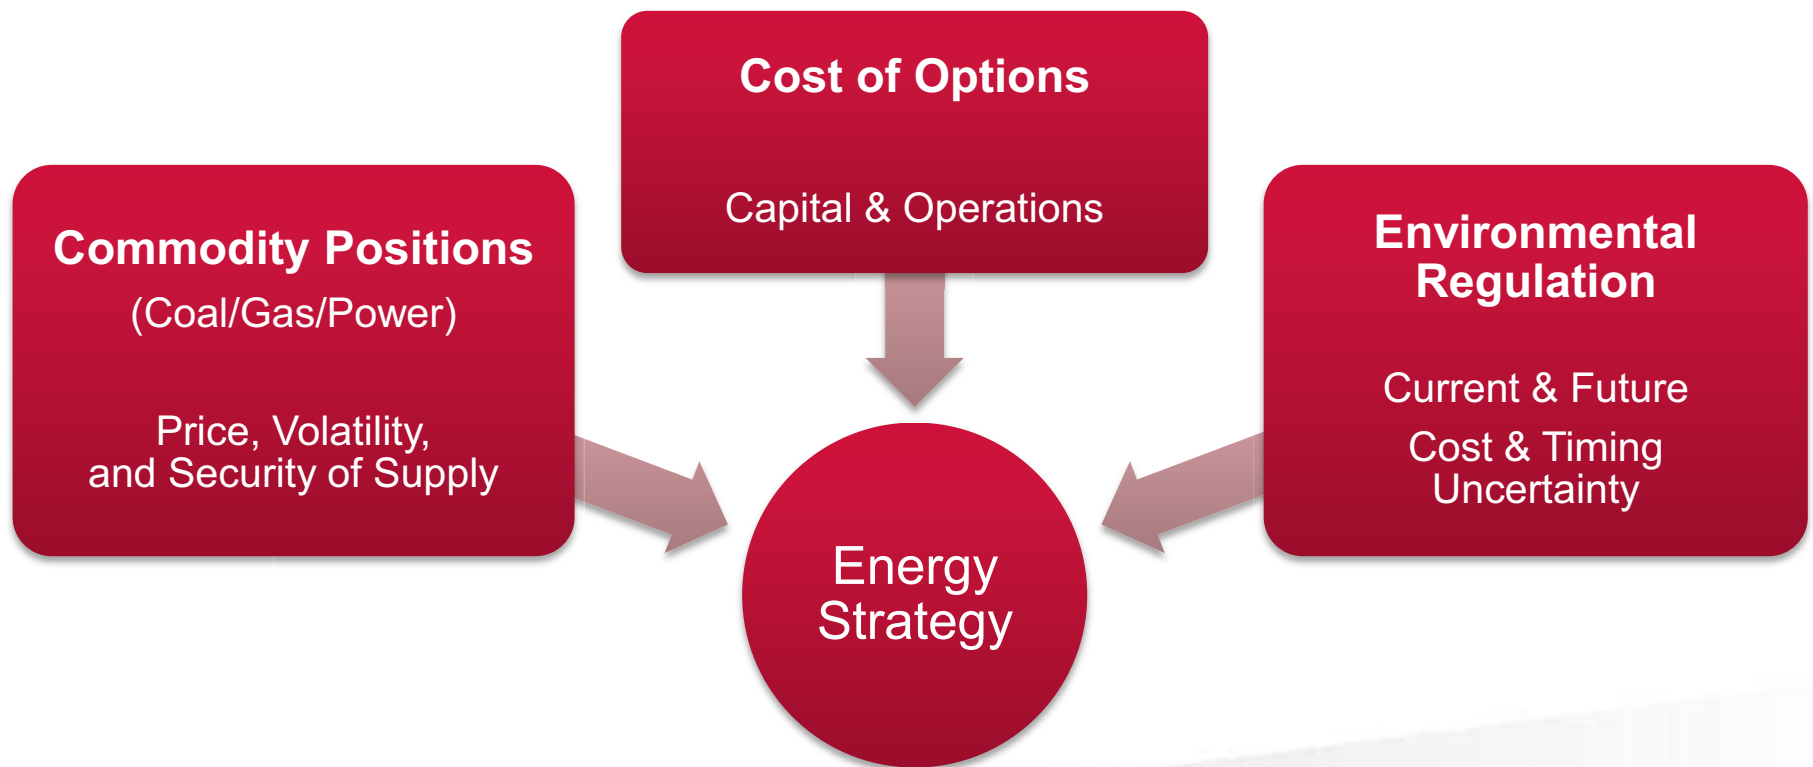 Cost of Options
Capital & Operations
Commodity Positions
(Coal/Gas/Power)
Price, Volatility,
and Security of Supply
Environmental
Regulation
Current & Future
Cost & Timing
Uncertainty
Energy
Strategy